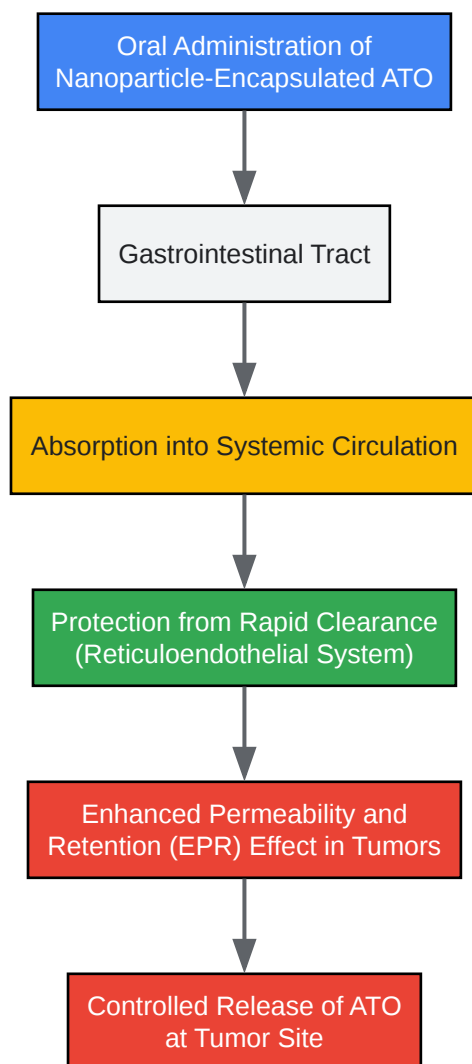 Oral Administration of
Nanoparticle-Encapsulated ATO
Gastrointestinal Tract
Absorption into Systemic Circulation
Protection from Rapid Clearance
(Reticuloendothelial System)
Enhanced Permeability and
Retention (EPR) Effect in Tumors
Controlled Release of ATO
at Tumor Site